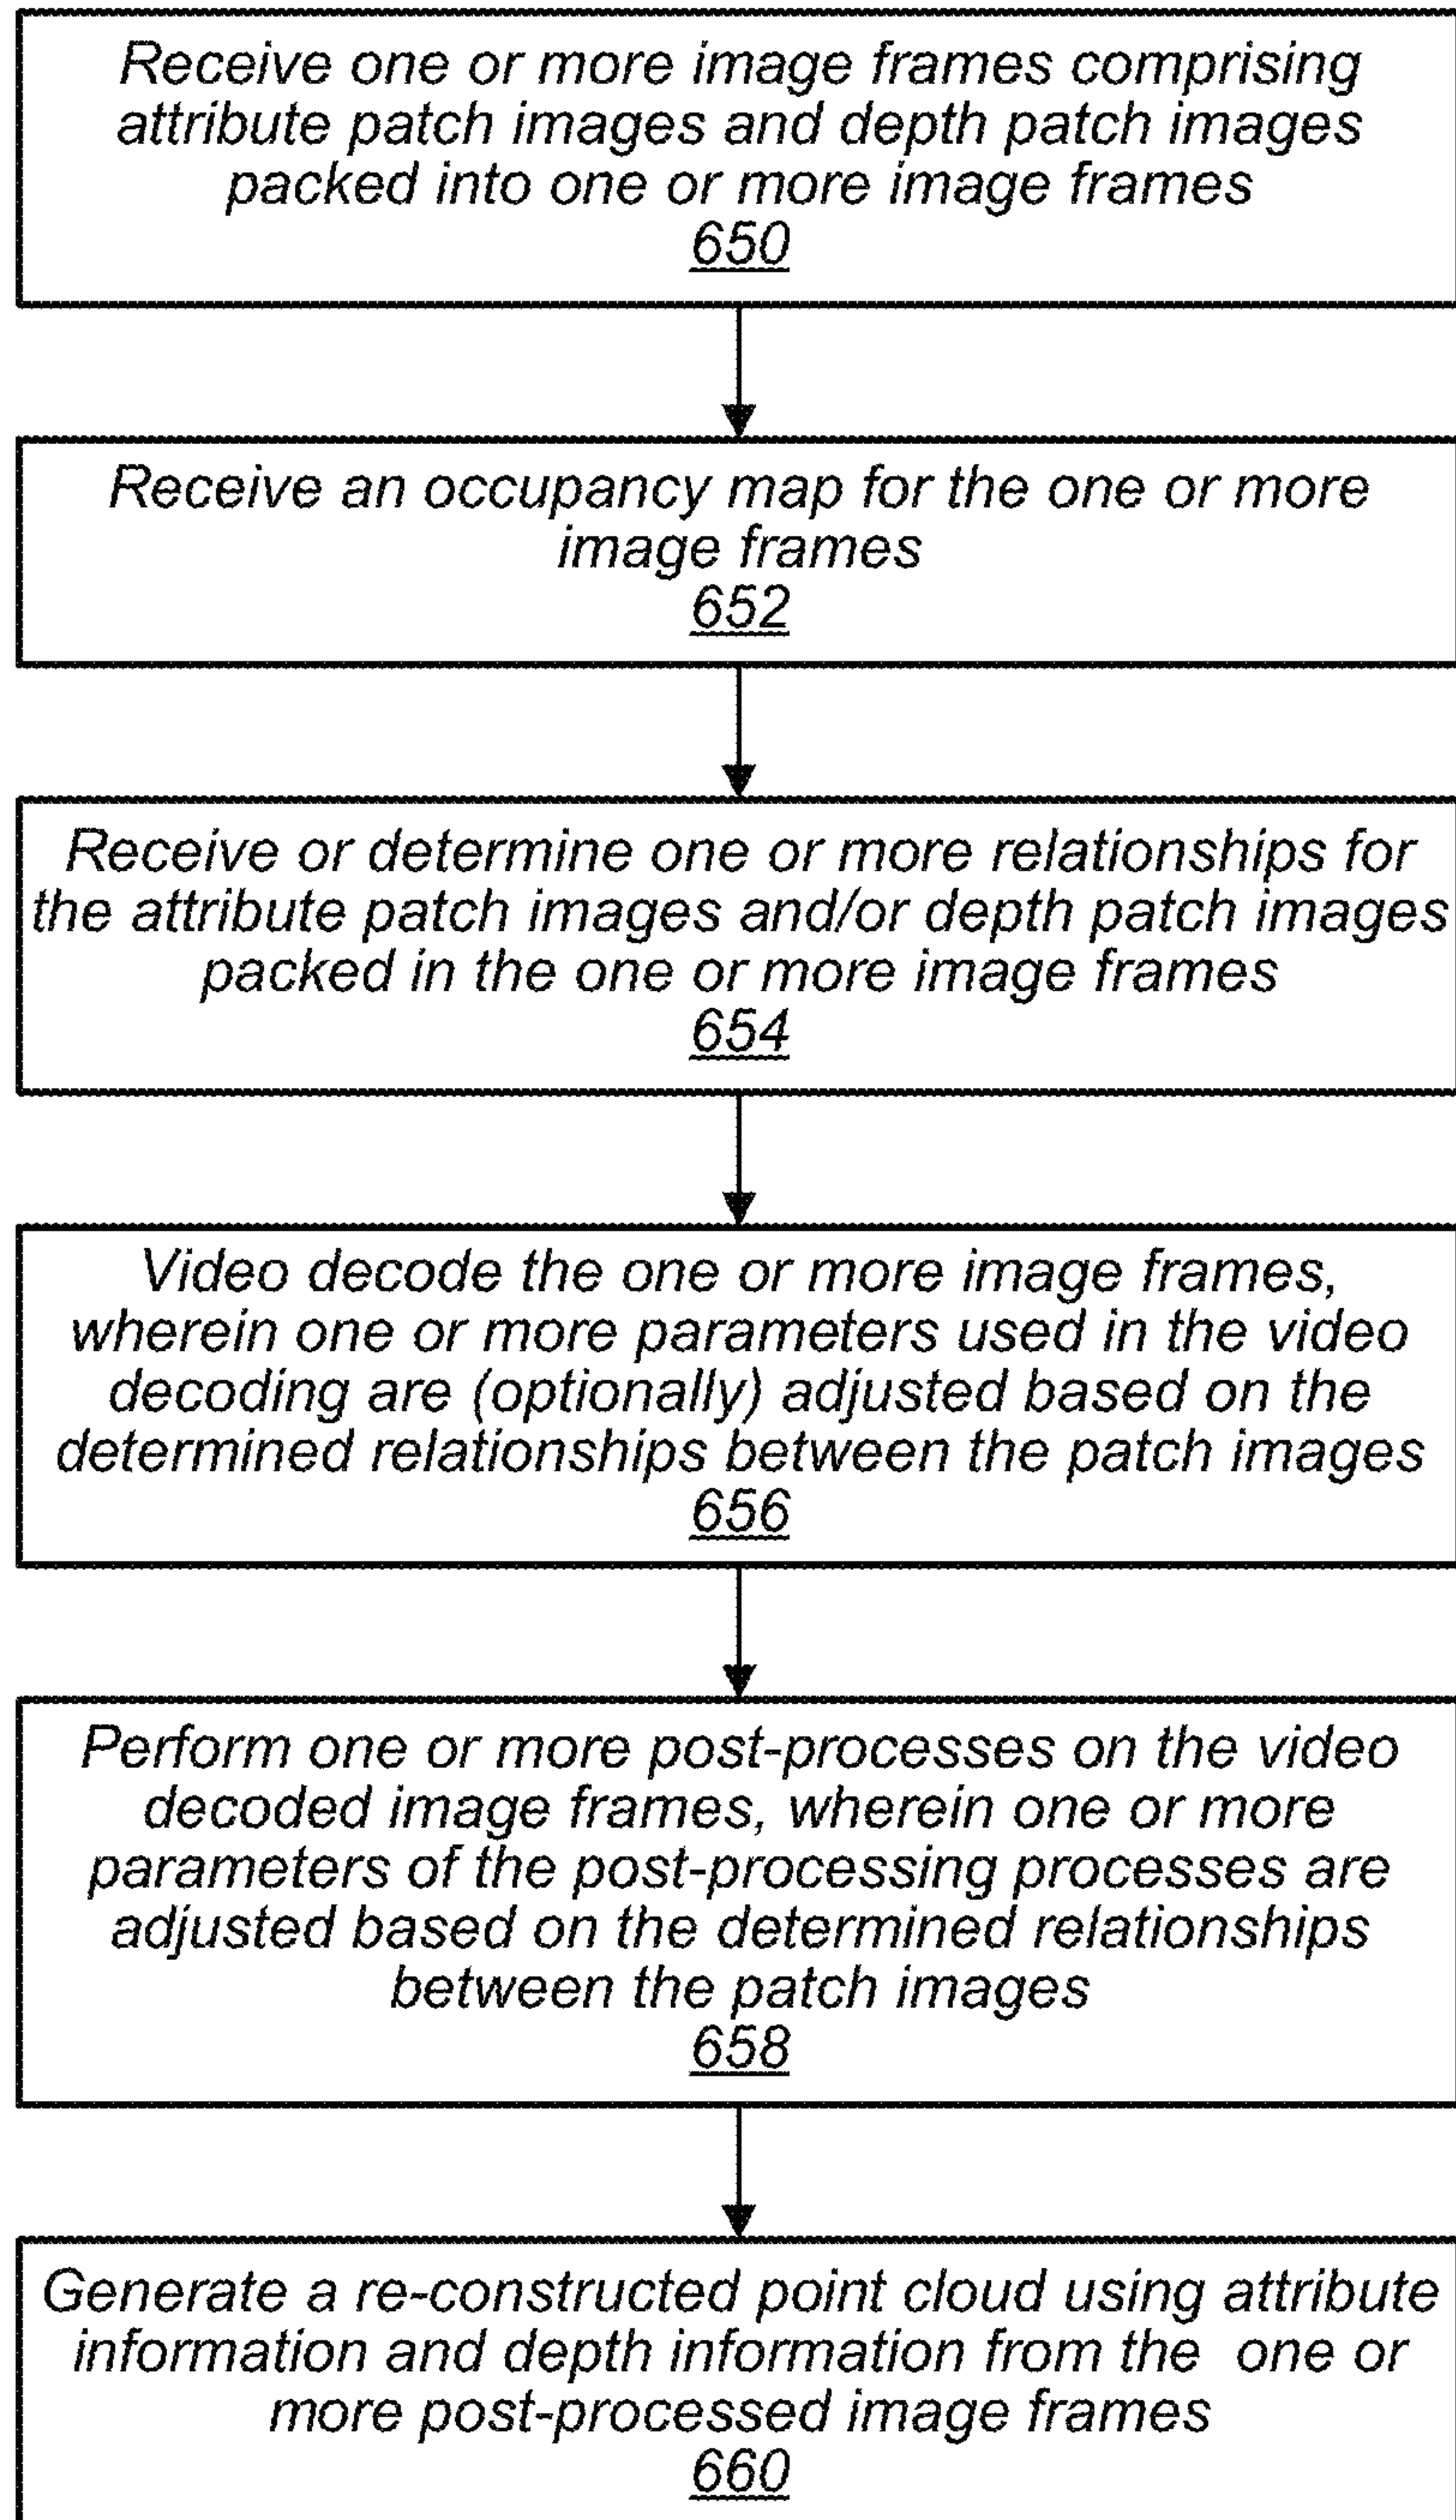 Receive one or more image frames comprising
attribute patch images and depth patch images
packed into one or more image frames
650
Receive an occupancy map for the one or more
image frames
652
Receive or determine one or more relationships for
the attribute patch images and/or depth patch images
packed in the one or more image frames
654
Video decode the one or more image frames,
wherein one or more parameters used in the video
decoding are (optionally) adjusted based on the
determined relationships between the patch images
656
Perform one or more post-processes on the video
decoded image frames, wherein one or more
parameters of the post-processing processes are
adjusted based on the determined relationships
between the patch images
658
Generate a re-constructed point cloud using attribute
information and depth information from the one or
more post-processed image frames
660